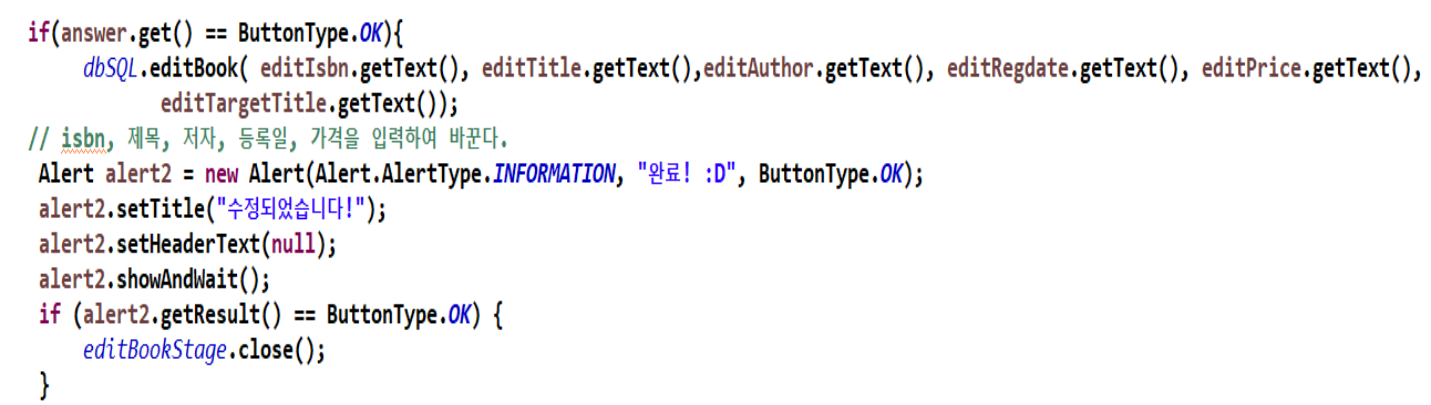 if(answer.get() == ButtonType.OK){
dbSQL.editBook( editIsbn.getText(), editTitle.getText(),editAuthor.getText(), editRegdate.getText(), editPrice.getText(),
editTargetTitle.getText());
// isbn, 제목, 저자, 등록일, 가격을 입력하여 바꾼다.
Alert alert2 = new Alert(Alert.AlertType.INFORMATION, "완료! :D", ButtonType.OK);
alert2.setTitle("수정되었습니다!");
alert2.setHeaderText(null);
alert2.showAndWait();
if (alert2.getResult() == ButtonType.OK) {
editBookStage.close();
}